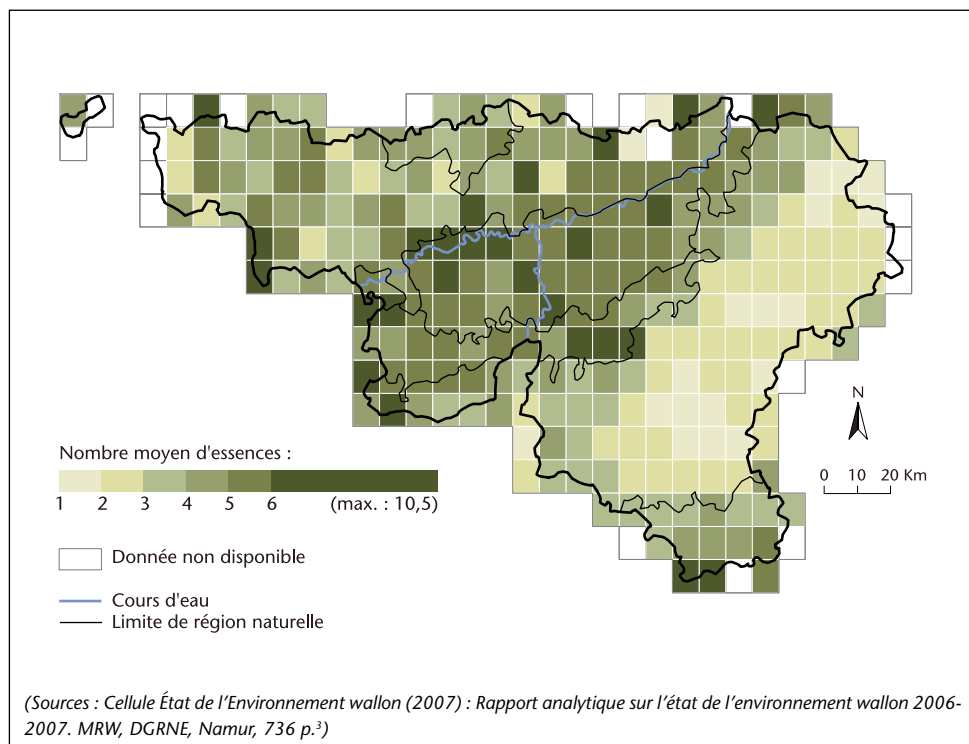 N
0 10 20 Km
Nombre moyen d'essences :
1 2 3 4 5 6 (max. : 10,5)
Donnée non disponible
Cours d'eau
Limite de région naturelle
(Sources : Cellule État de l'Environnement wallon (2007) : Rapport analytique sur l'état de l'environnement wallon 2006-
2007. MRW, DGRNE, Namur, 736 p.³)